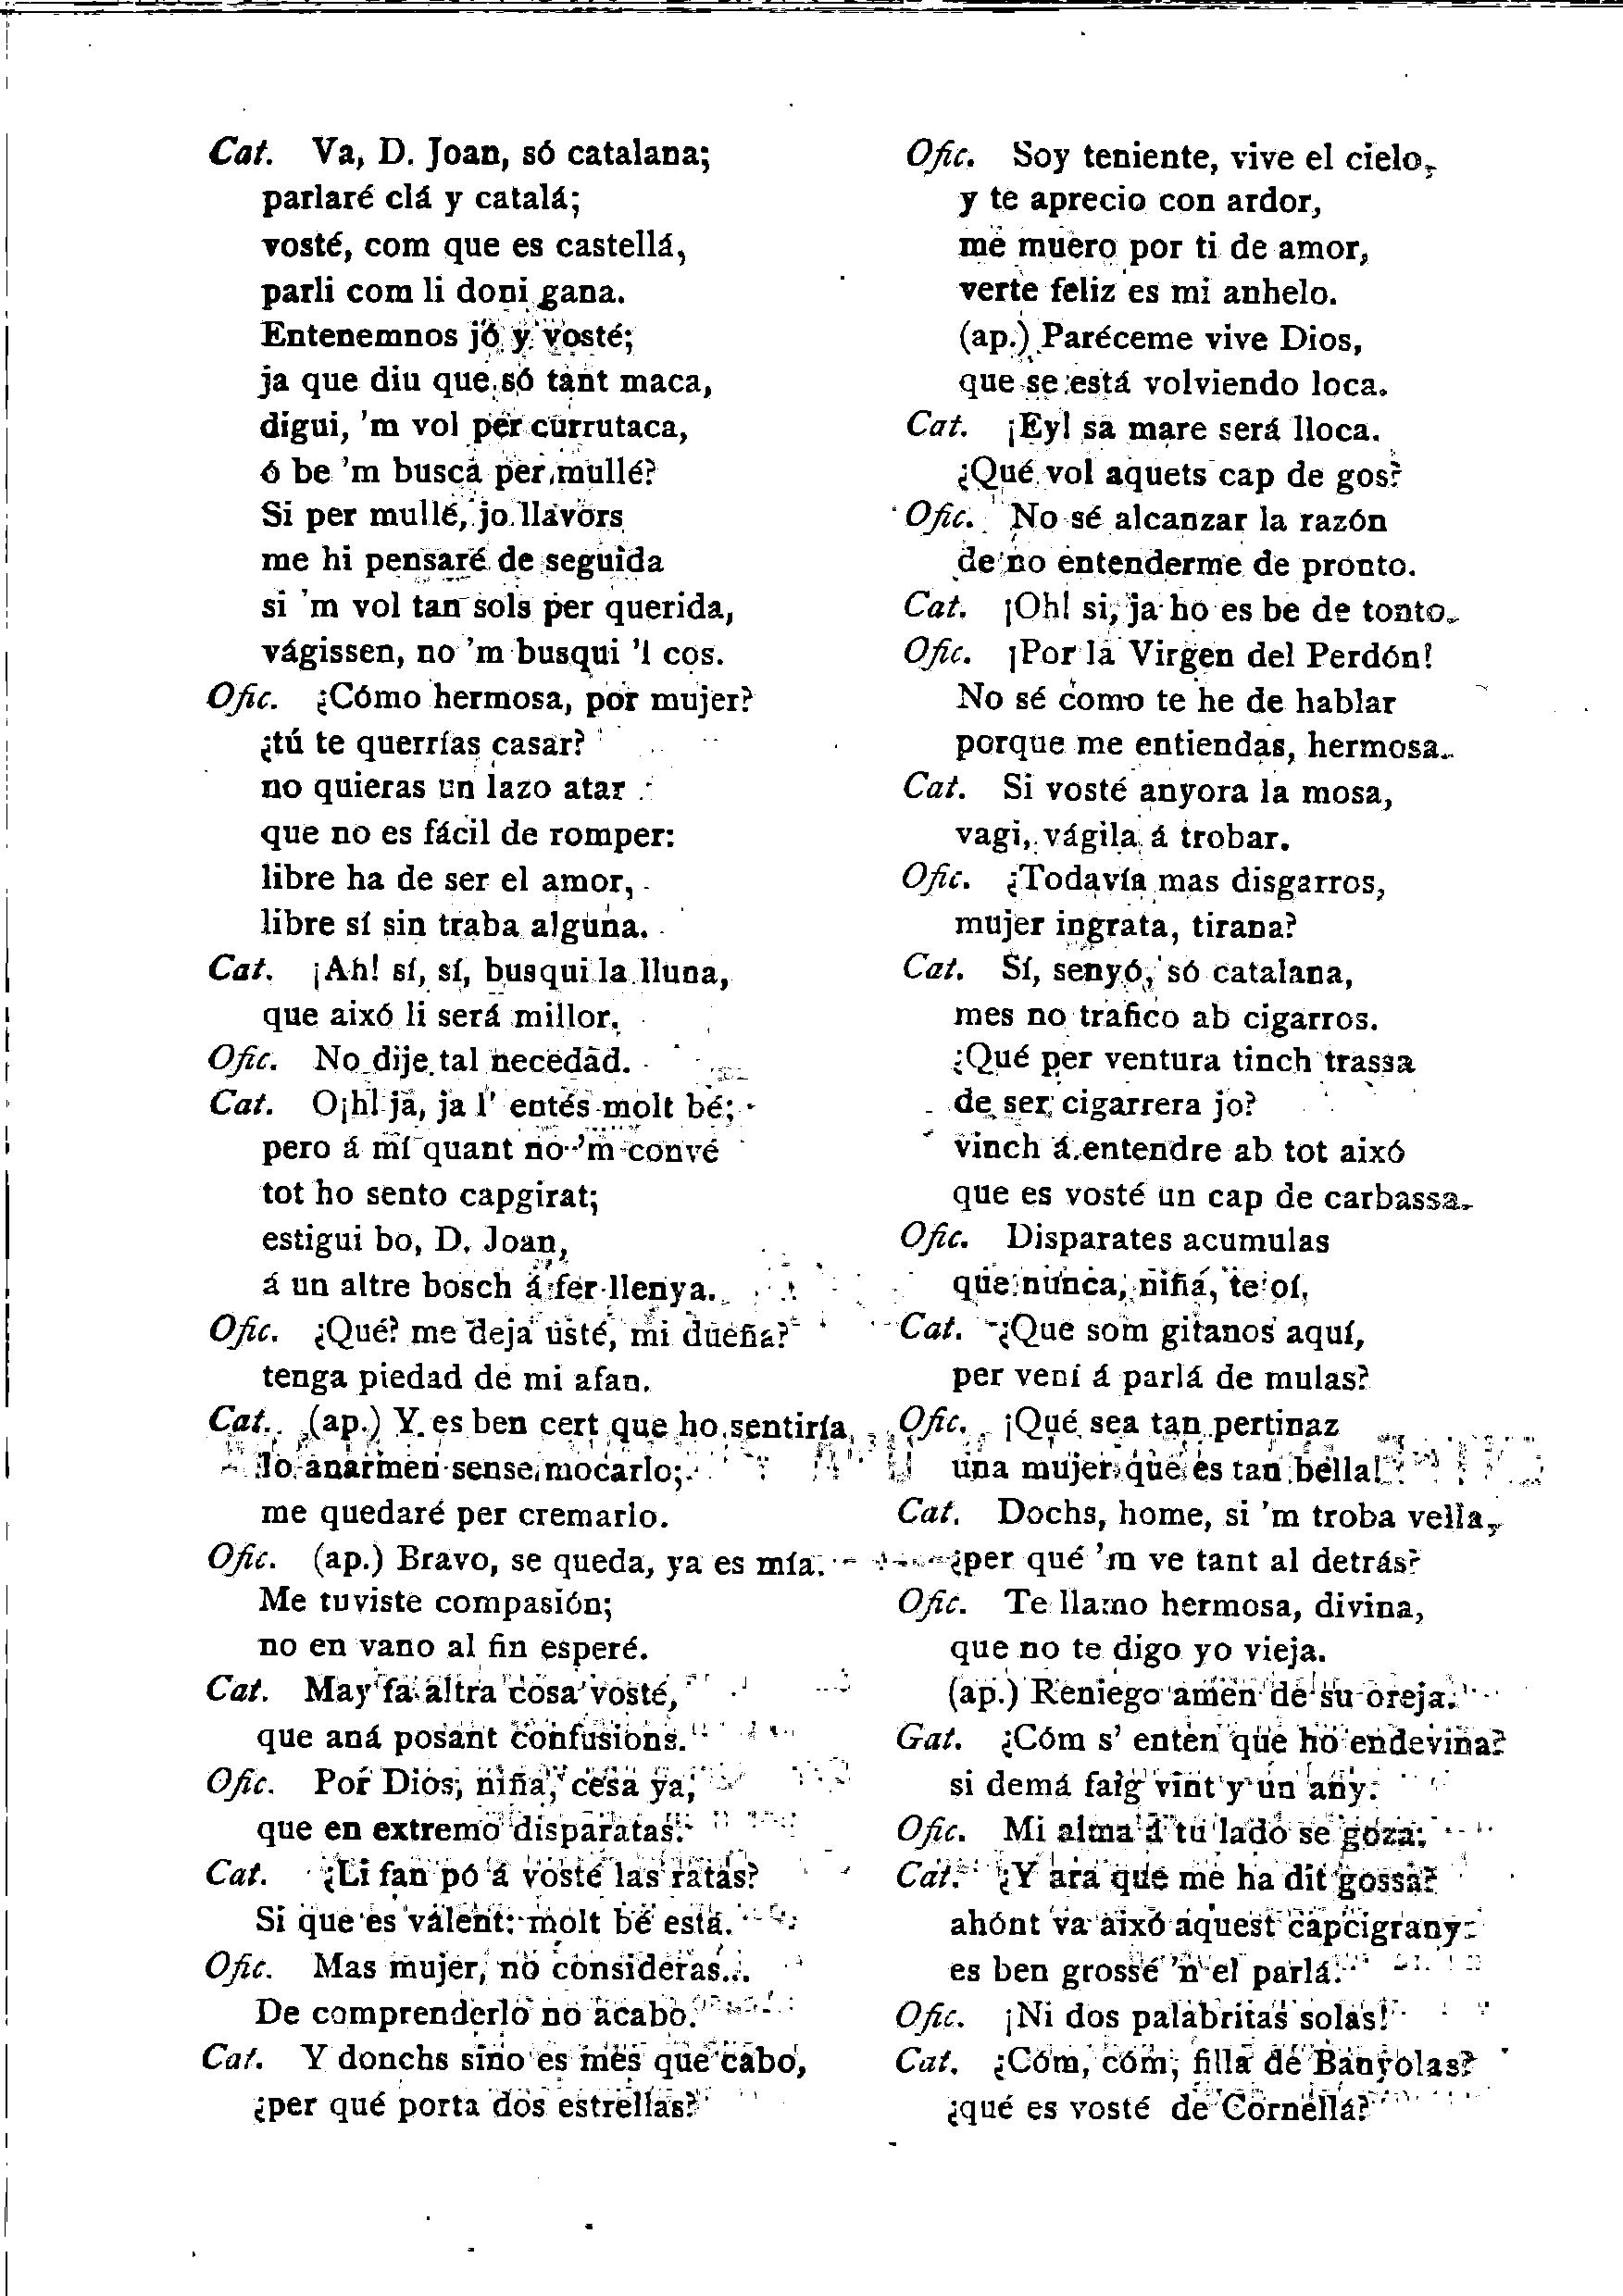 Cat. Va, D. Joan, só catalana;
parlaré clá y catalá;
vosté, com que es castellá,
parli com li doni gana.
Entenemnos jó y vosté;
ja que diu que só tant maca,
digui, 'm vol per currutaca,
ó be 'm busca per mullé?
Si per mullé, jo llavors
me hi pensaré de seguida
si 'm vol tan sols per querida,
vágissen, no 'm busqui 'l cos.
Ofic. ¿Cómo hermosa, por mujer?
¿tú te querrías casar?
no quieras un lazo atar
que no es fácil de romper:
libre ha de ser el amor,
libre sí sin traba alguna.
Cat. ¡Ah! sí, sí, busqui la lluna,
que aixó li será millor.
Ofic. No dije tal necedad.
Cat. O¡h! ja, ja l' entés molt bé;
pero á mí quant no 'm convé
tot ho sento capgirat;
estigui bo, D. Joan,
á un altre bosch á fer llenya.
Ofic. ¿Qué? me deja usté, mi dueña?
tenga piedad de mi afan.
Cat. (ap.) Y es ben cert que ho sentiría
lo anarmen sense mocarlo;
me quedaré per cremarlo.
Ofic. (ap.) Bravo, se queda, ya es mía.
Me tuviste compasión;
no en vano al fin esperé.
Cat. May fa altra cosa vosté,
que aná posant confusions.
Ofic. Por Dios, niña, cesa ya,
que en extremo disparatas.
Cat. ¿Li fan pó á vosté las ratas?
Si que es valent: molt bé está.
Ofic. Mas mujer, no consideras...
De comprenderlo no acabo.
Cat. Y donchs sino es mes que cabo,
¿per qué porta dos estrellas?
Ofic. Soy teniente, vive el cielo,
y te aprecio con ardor,
me muero por ti de amor,
verte feliz es mi anhelo.
(ap.) Paréceme vive Dios,
que se está volviendo loca.
Cat. ¡Ey! sa mare será lloca.
¿Qué vol aquets cap de gos?
Ofic. No sé alcanzar la razón
de no entenderme de pronto.
Cat. ¡Oh! si, ja ho es be de tonto.
Ofic. ¡Por la Virgen del Perdón!
No sé como te he de hablar
porque me entiendas, hermosa.
Cat. Si vosté anyora la mosa,
vagi, vágila á trobar.
Ofic. ¿Todavía mas disgarros,
mujer ingrata, tirana?
Cat. Sí, senyó, só catalana,
mes no trafico ab cigarros.
¿Qué per ventura tinch trassa
de ser cigarrera jo?
vinch á entendre ab tot aixó
que es vosté un cap de carbassa.
Ofic. Disparates acumulas
que nunca, niña, te oí,
Cat. ¿Que som gitanos aquí,
per vení á parlá de mulas?
Ofic. ¡Qué sea tan pertinaz
una mujer que es tan bella!
Cat. Dochs, home, si 'm troba vella,
¿per qué 'm ve tant al detrás?
Ofic. Te llamo hermosa, divina,
que no te digo yo vieja.
(ap.) Reniego amen de su oreja.
Gat. ¿Cóm s' entén que ho endevina?
si demá faig vint y un any.
Ofic. Mi alma á tu lado se goza.
Cat. ¿Y ara que me ha dit gossa?
ahónt va aixó aquest capcigrany:
es ben grossé 'n el parlá.
Ofic. ¡Ni dos palabritas solas!
Cat. ¿Cóm, cóm, filla de Banyolas?
¿qué es vosté de Cornellá?